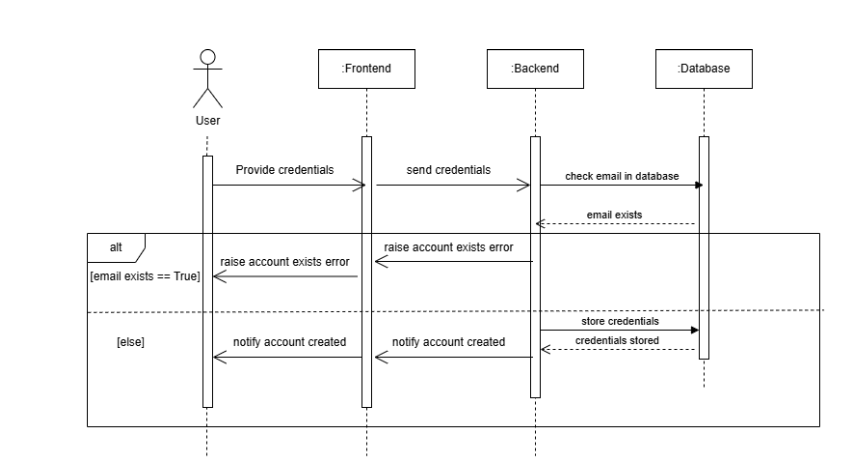 :Frontend
:Backend
:Database
User
Provide credentials
send credentials
check email in database
email exists
alt
raise account exists error
raise account exists error
[email exists == True]
store credentials
[else]
notify account created
notify account created
credentials stored